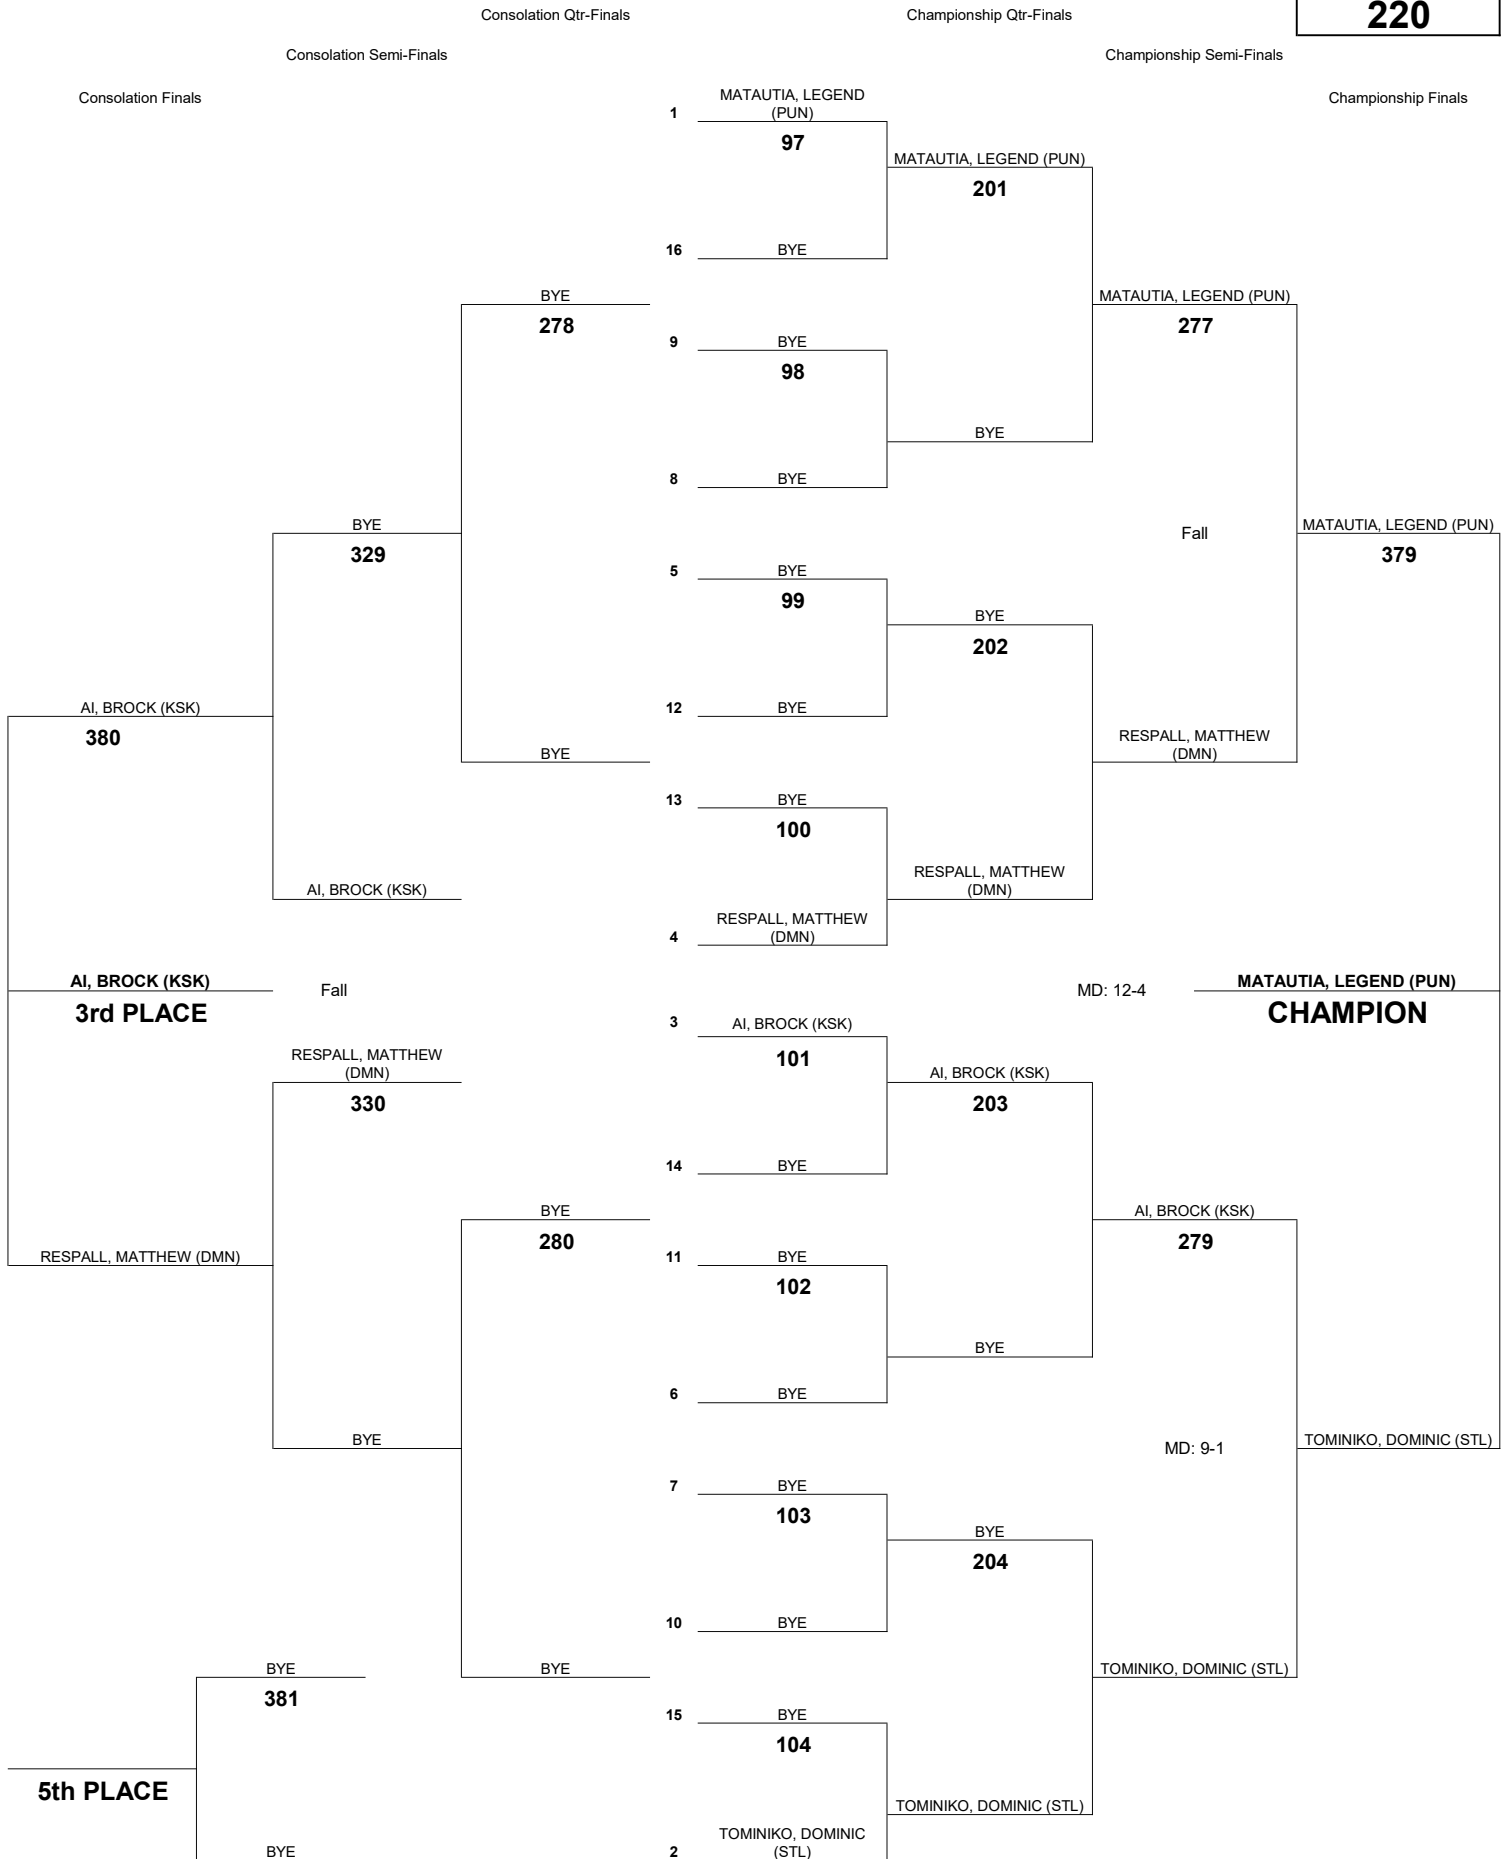 Consolation Qtr-Finals
Championship Qtr-Finals
220
Consolation Semi-Finals
Championship Semi-Finals
Consolation Finals
Championship Finals
1
MATAUTIA, LEGEND
(PUN)
97
MATAUTIA, LEGEND (PUN)
201
16
BYE
BYE
278
MATAUTIA, LEGEND (PUN)
277
9
BYE
98
BYE
8
BYE
BYE
329
Fall
MATAUTIA, LEGEND (PUN)
379
5
BYE
99
BYE
202
12
BYE
AI, BROCK (KSK)
380
BYE
RESPALL, MATTHEW
(DMN)
13
BYE
100
RESPALL, MATTHEW
(DMN)
AI, BROCK (KSK)
4
RESPALL, MATTHEW
(DMN)
AI, BROCK (KSK)
3rd PLACE
Fall
MD: 12-4
MATAUTIA, LEGEND (PUN)
CHAMPION
3
AI, BROCK (KSK)
101
RESPALL, MATTHEW
(DMN)
330
AI, BROCK (KSK)
203
14
BYE
BYE
280
AI, BROCK (KSK)
279
RESPALL, MATTHEW (DMN)
11
BYE
102
BYE
6
BYE
BYE
MD: 9-1
TOMINIKO, DOMINIC (STL)
7
BYE
103
BYE
204
10
BYE
BYE
381
BYE
TOMINIKO, DOMINIC (STL)
15
BYE
104
5th PLACE
TOMINIKO, DOMINIC (STL)
BYE
2
TOMINIKO, DOMINIC
(STL)